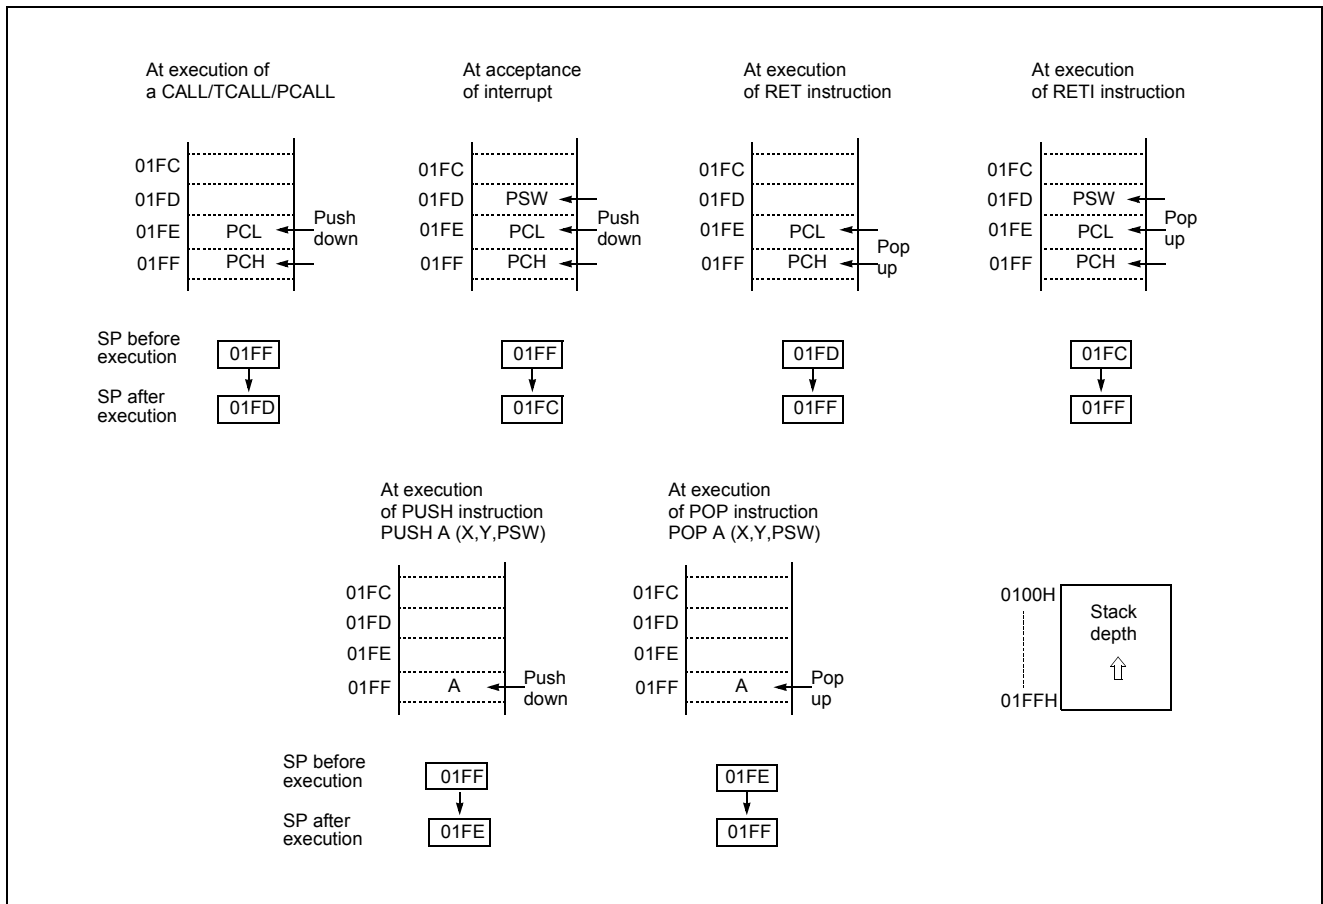 At execution of
a CALL/TCALL/PCALL
01FC
01FD
01FE PCL
01FF PCH
Push
down
SP before
execution
01FF
SP after
execution
01FD
At acceptance
of interrupt
01FC
01FD PSW
01FE PCL
01FF PCH
Push
down
01FF
01FC
At execution
of RET instruction
01FC
01FD
01FE PCL
01FF PCH
Pop
up
01FD
01FF
At execution
of RETI instruction
01FC
01FD PSW
01FE PCL
01FF PCH
Pop
up
01FC
01FF
At execution
of PUSH instruction
PUSH A (X,Y,PSW)
01FC
01FD
01FE
01FF A
Push
down
SP before
execution
01FF
SP after
execution
01FE
At execution
of POP instruction
POP A (X,Y,PSW)
01FC
01FD
01FE
01FF A
Pop
up
01FE
01FF
0100H
Stack
depth
01FFH